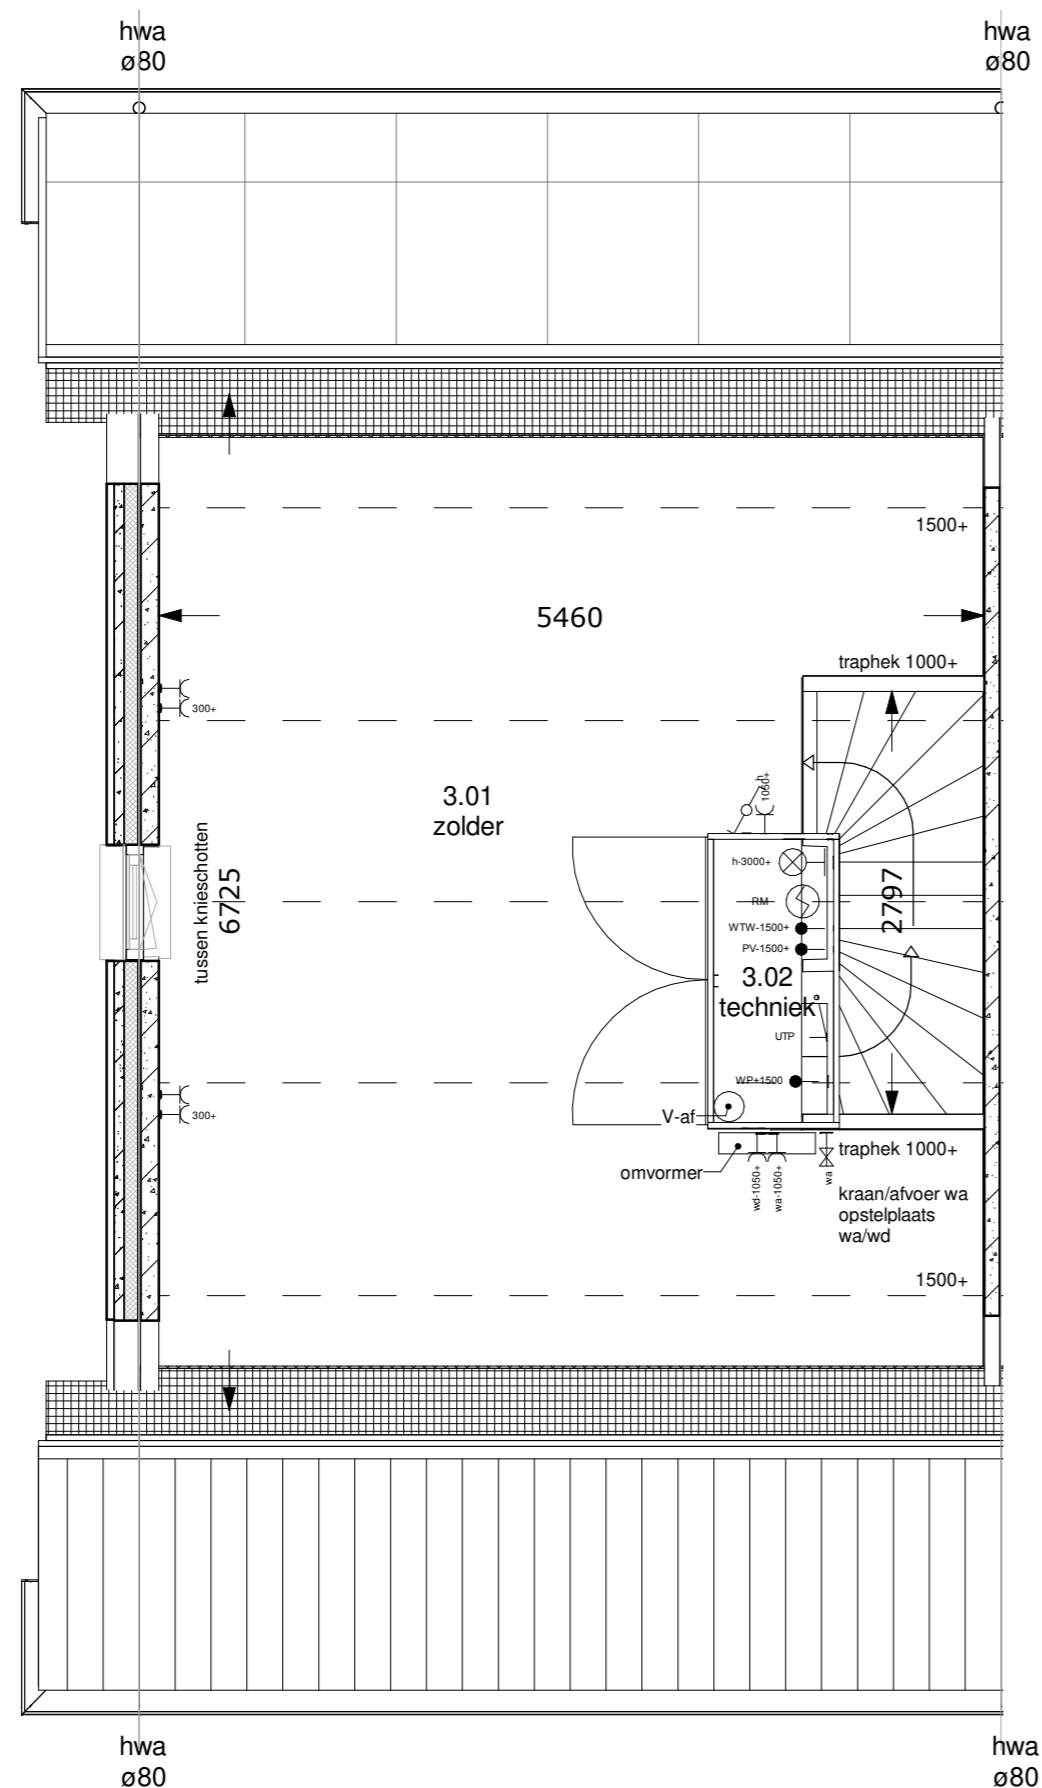 hwa
ø80
hwa
ø80
1500+
5460
traphek 1000+
300+
3.01
zolder
h
1050+
tussen knieschotten
6725
h-3000+
RM
WTW-1500+
PV-1500+
2797
3.02
techniek
UTP
WP+1500
V-af
300+
omvormer
wd-1050+
wa-1050+
wa
traphek 1000+
kraan/afvoer wa
opstelplaats
wa/wd
1500+
hwa
ø80
hwa
ø80